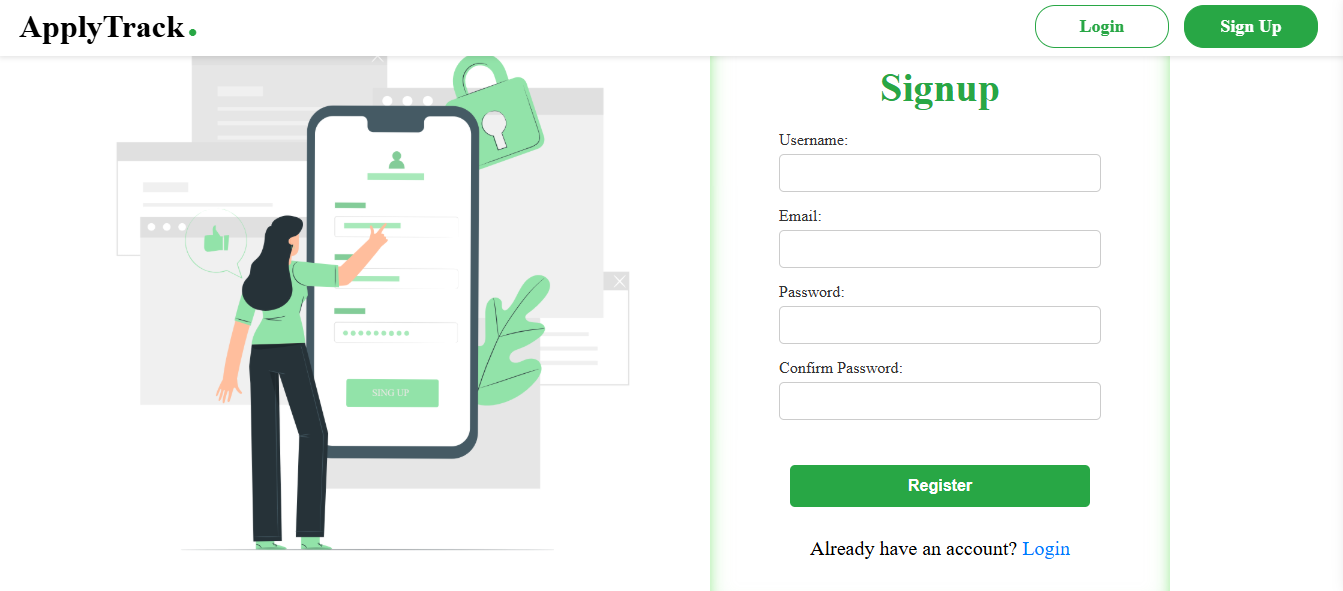 ApplyTrack.
Login
Sign Up
Signup
Username:
Email:
Password:
Confirm Password:
Register
Already have an account? Login
SING UP